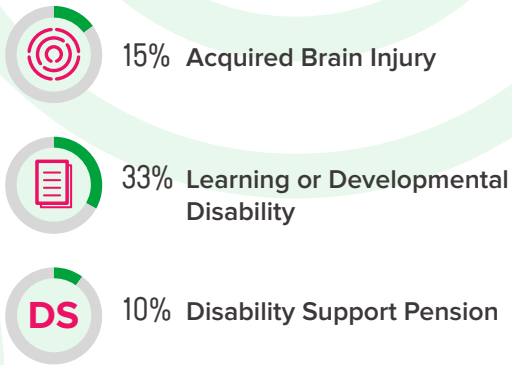 15% Acquired Brain Injury
33% Learning or Developmental
Disability
DS 10% Disability Support Pension